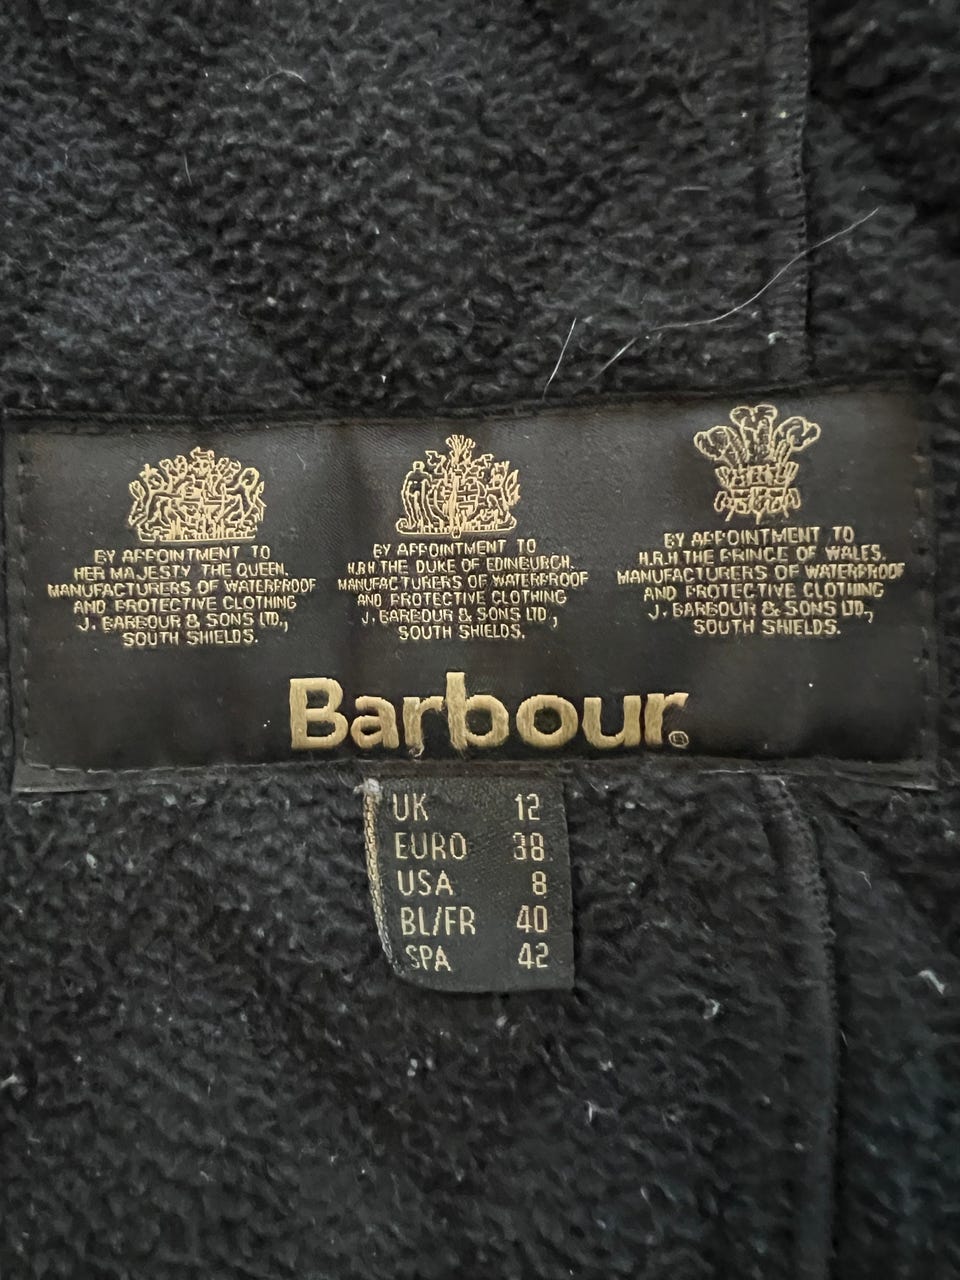 BY APPOINTMENT TO
HER MAJESTY THE QUEEN.
MANUFACTURERS OF WATERPROOF
AND PROTECTIVE CLOTHING
J. BARBOUR & SONS LTD.,
SOUTH SHIELDS.
BY APPOINTMENT TO
H.R.H THE DUKE OF EDINBURGH.
MANUFACTURERS OF WATERPROOF
AND PROTECTIVE CLOTHING
J. BARBOUR & SONS LTD.,
SOUTH SHIELDS.
BY APPOINTMENT TO
H.R.H THE PRINCE OF WALES.
MANUFACTURERS OF WATERPROOF
AND PROTECTIVE CLOTHING
J. BARBOUR & SONS LTD.,
SOUTH SHIELDS.
Barbour®
UK 12
EURO 38
USA 8
BL/FR 40
SPA 42